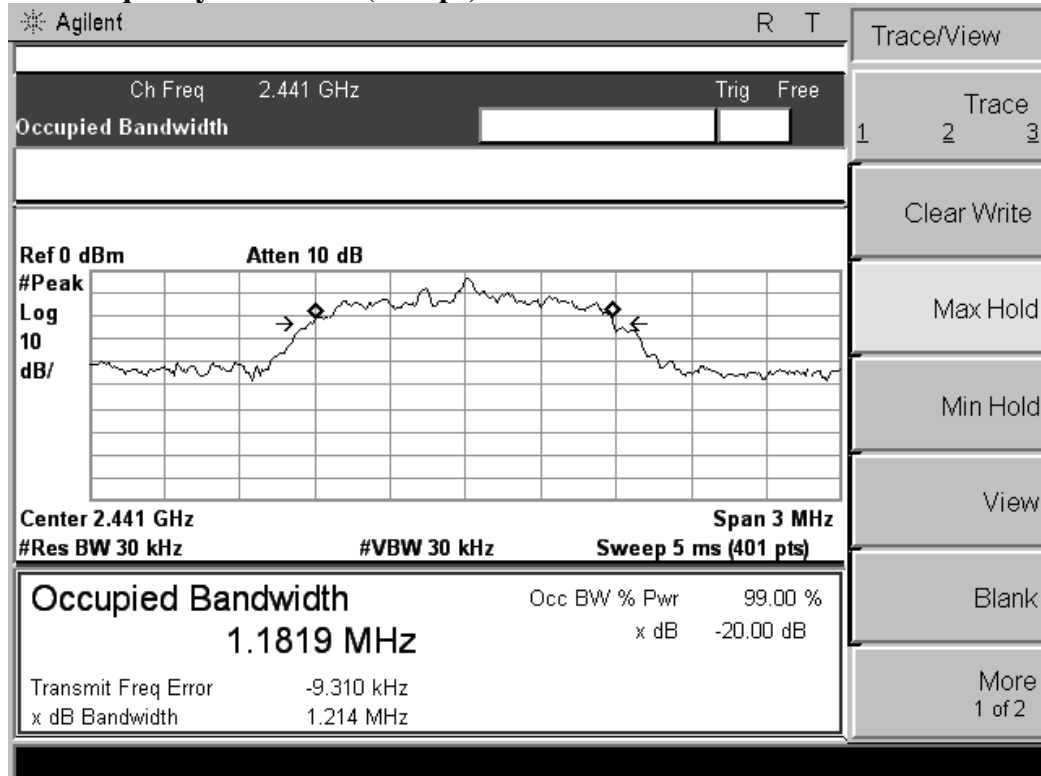 Agilent R T
Trace/View
Ch Freq 2.441 GHz Trig Free
Occupied Bandwidth
Trace
1 2 3
Clear Write
Max Hold
Min Hold
View
Blank
More
1 of 2
Ref 0 dBm Atten 10 dB
#Peak
Log
10
dB/
Center 2.441 GHz Span 3 MHz
#Res BW 30 kHz #VBW 30 kHz Sweep 5 ms (401 pts)
Occupied Bandwidth
1.1819 MHz
Occ BW % Pwr 99.00 %
x dB -20.00 dB
Transmit Freq Error -9.310 kHz
x dB Bandwidth 1.214 MHz